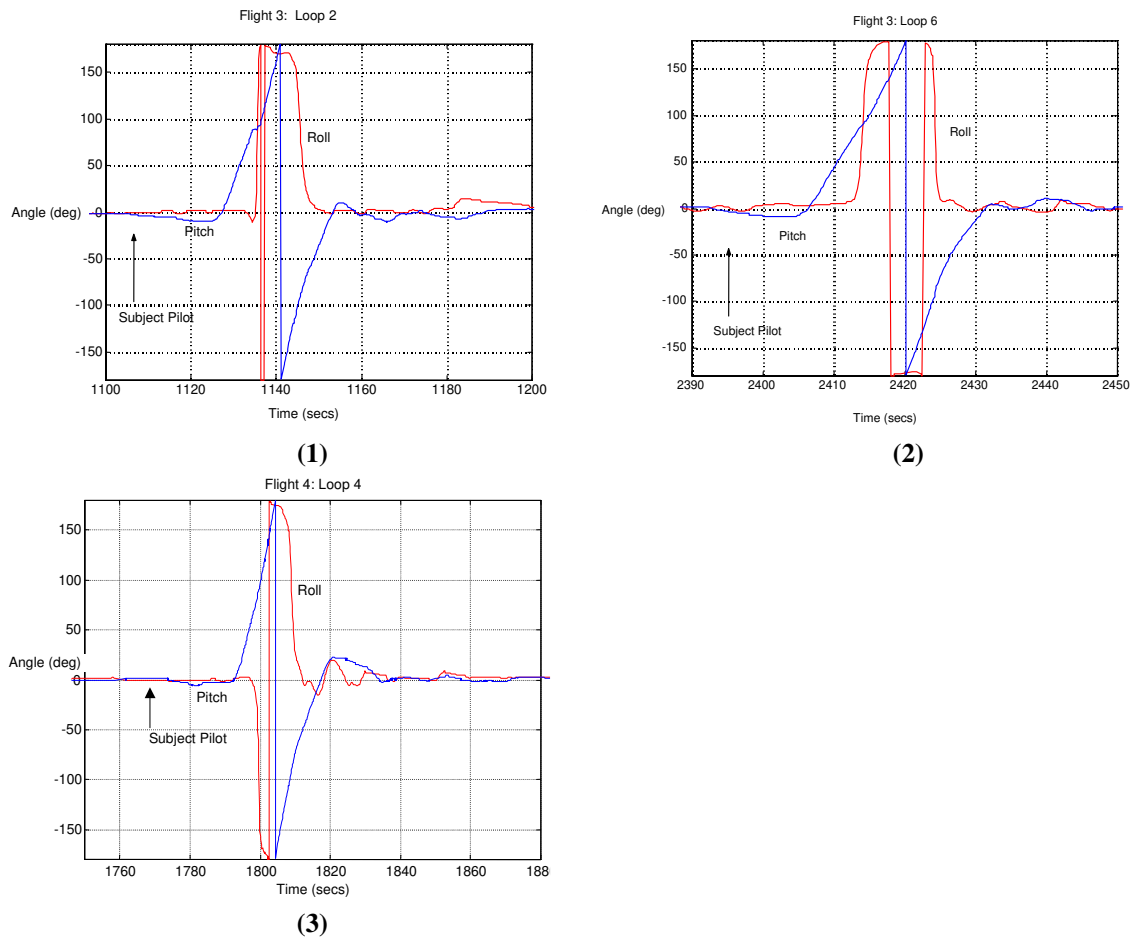 Flight 3: Loop 2
150
100
50
0
-50
-100
-150
Angle (deg)
Roll
Pitch
Subject Pilot
1100 1120 1140 1160 1180 1200
Time (secs)
(1)
Flight 3: Loop 6
150
100
50
0
-50
-100
-150
Angle (deg)
Roll
Pitch
Subject Pilot
2390 2400 2410 2420 2430 2440 2450
Time (secs)
(2)
Flight 4: Loop 4
150
100
50
Angle (deg)
0
-50
-100
-150
Roll
Pitch
Subject Pilot
1760 1780 1800 1820 1840 1860 188
Time (secs)
(3)